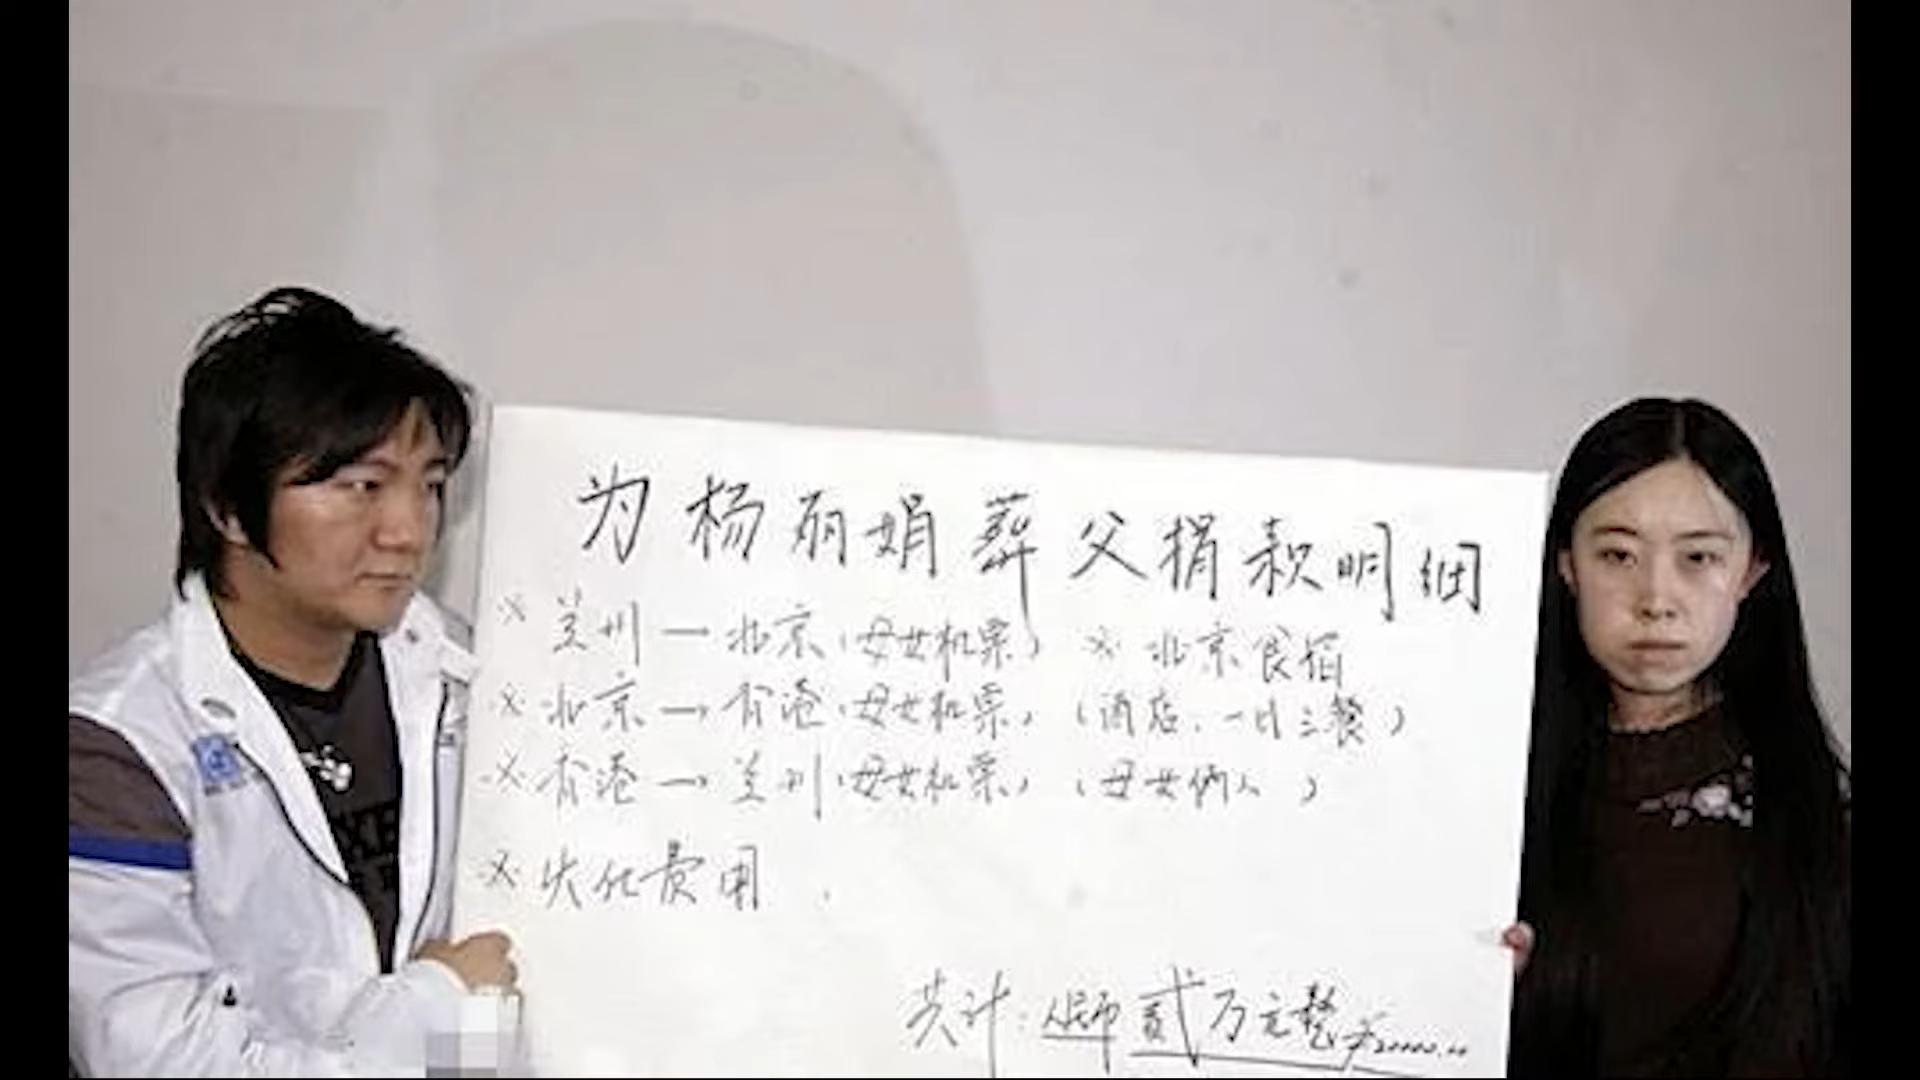 为杨丽娟葬父捐款明细
※ 兰州→北京(母女机票) ※ 北京食宿
※ 北京→香港(母女机票) (酒店、一日三餐)
※ 香港→兰州(母女机票) (母女俩人)
※ 火化费用.
共计:人民币贰万元整 ¥20000.00